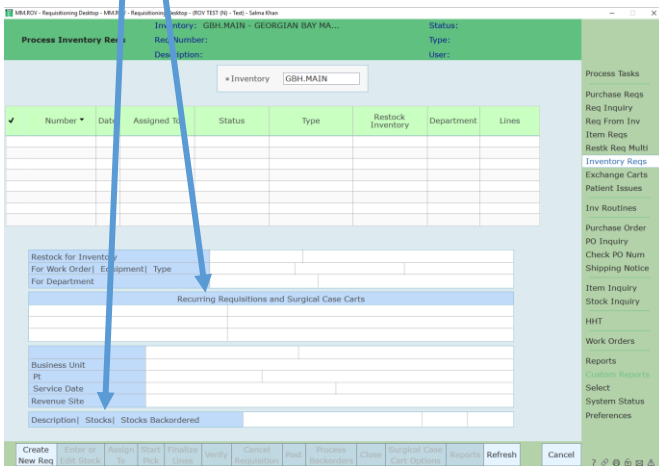 MM.ROV - Requisitioning Desktop - MM.ROV - Requisitioning Desktop - (ROV TEST (N) - Test) - Salma Khan
Process Inventory Reqs
Inventory: GBH.MAIN - GEORGIAN BAY MA...
Req Number:
Description:
Status:
Type:
User:
* Inventory GBH.MAIN
✔ Number Date Assigned To Status Type Restock Inventory Department Lines
Restock for Inventory
For Work Order| Equipment| Type
For Department
Recurring Requisitions and Surgical Case Carts
Business Unit
Pt
Service Date
Revenue Site
Description| Stocks| Stocks Backordered
Create New Req
Enter or Edit Stock
Assign To
Start Pick
Finalize Lines
Verify
Cancel Requisition
Post
Process Backorders
Close
Surgical Case Cart Options
Reports
Refresh
Cancel
Process Tasks
Purchase Reqs
Req Inquiry
Req From Inv
Item Reqs
Restk Req Multi
Inventory Reqs
Exchange Carts
Patient Issues
Inv Routines
Purchase Order
PO Inquiry
Check PO Num
Shipping Notice
Item Inquiry
Stock Inquiry
HHT
Work Orders
Reports
Custom Reports
Select
System Status
Preferences